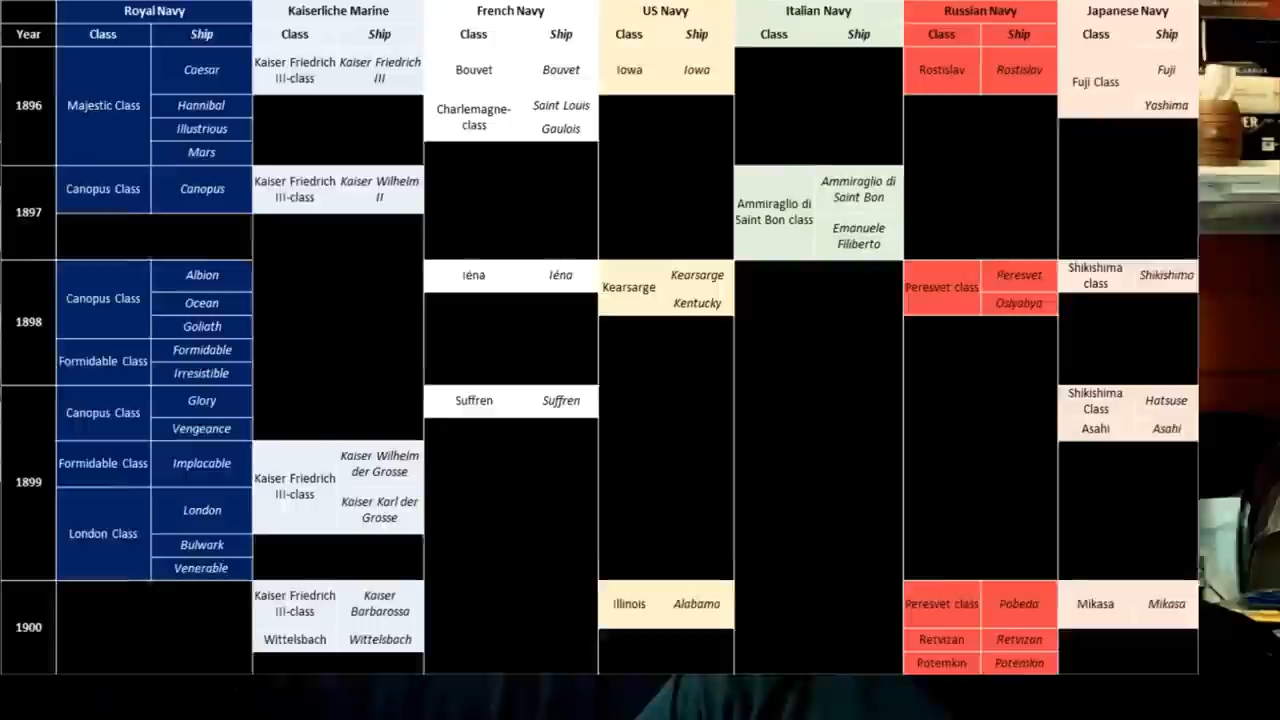 Royal Navy Kaiserliche Marine French Navy US Navy Italian Navy Russian Navy Japanese Navy
Year Class Ship Class Ship Class Ship Class Ship Class Ship Class Ship Class Ship
1896
Majestic Class
Caesar
Hannibal
Illustrious
Mars
Kaiser Friedrich
III-class
Kaiser Friedrich
III
Bouvet Bouvet
Charlemagne-
class
Saint Louis
Gaulois
Iowa Iowa
Rostislav Rostislav
Fuji Class
Fuji
Yashima
1897
Canopus Class Canopus
Kaiser Friedrich
III-class
Kaiser Wilhelm
II
Ammiraglio di
Saint Bon class
Ammiraglio di
Saint Bon
Emanuele
Filiberto
1898
Canopus Class
Albion
Ocean
Goliath
Formidable Class
Formidable
Irresistible
Iéna Iéna
Kearsarge
Kearsarge
Kentucky
Peresvet class
Peresvet
Oslyabya
Shikishima
class
Shikishima
1899
Canopus Class
Glory
Vengeance
Formidable Class Implacable
London Class
London
Bulwark
Venerable
Kaiser Friedrich
III-class
Kaiser Wilhelm
der Grosse
Kaiser Karl der
Grosse
Suffren Suffren
Shikishima
Class
Hatsuse
Asahi Asahi
1900
Kaiser Friedrich
III-class
Kaiser
Barbarossa
Wittelsbach Wittelsbach
Illinois Alabama
Peresvet class Pobeda
Retvizan Retvizan
Potemkin Potemkin
Mikasa Mikasa